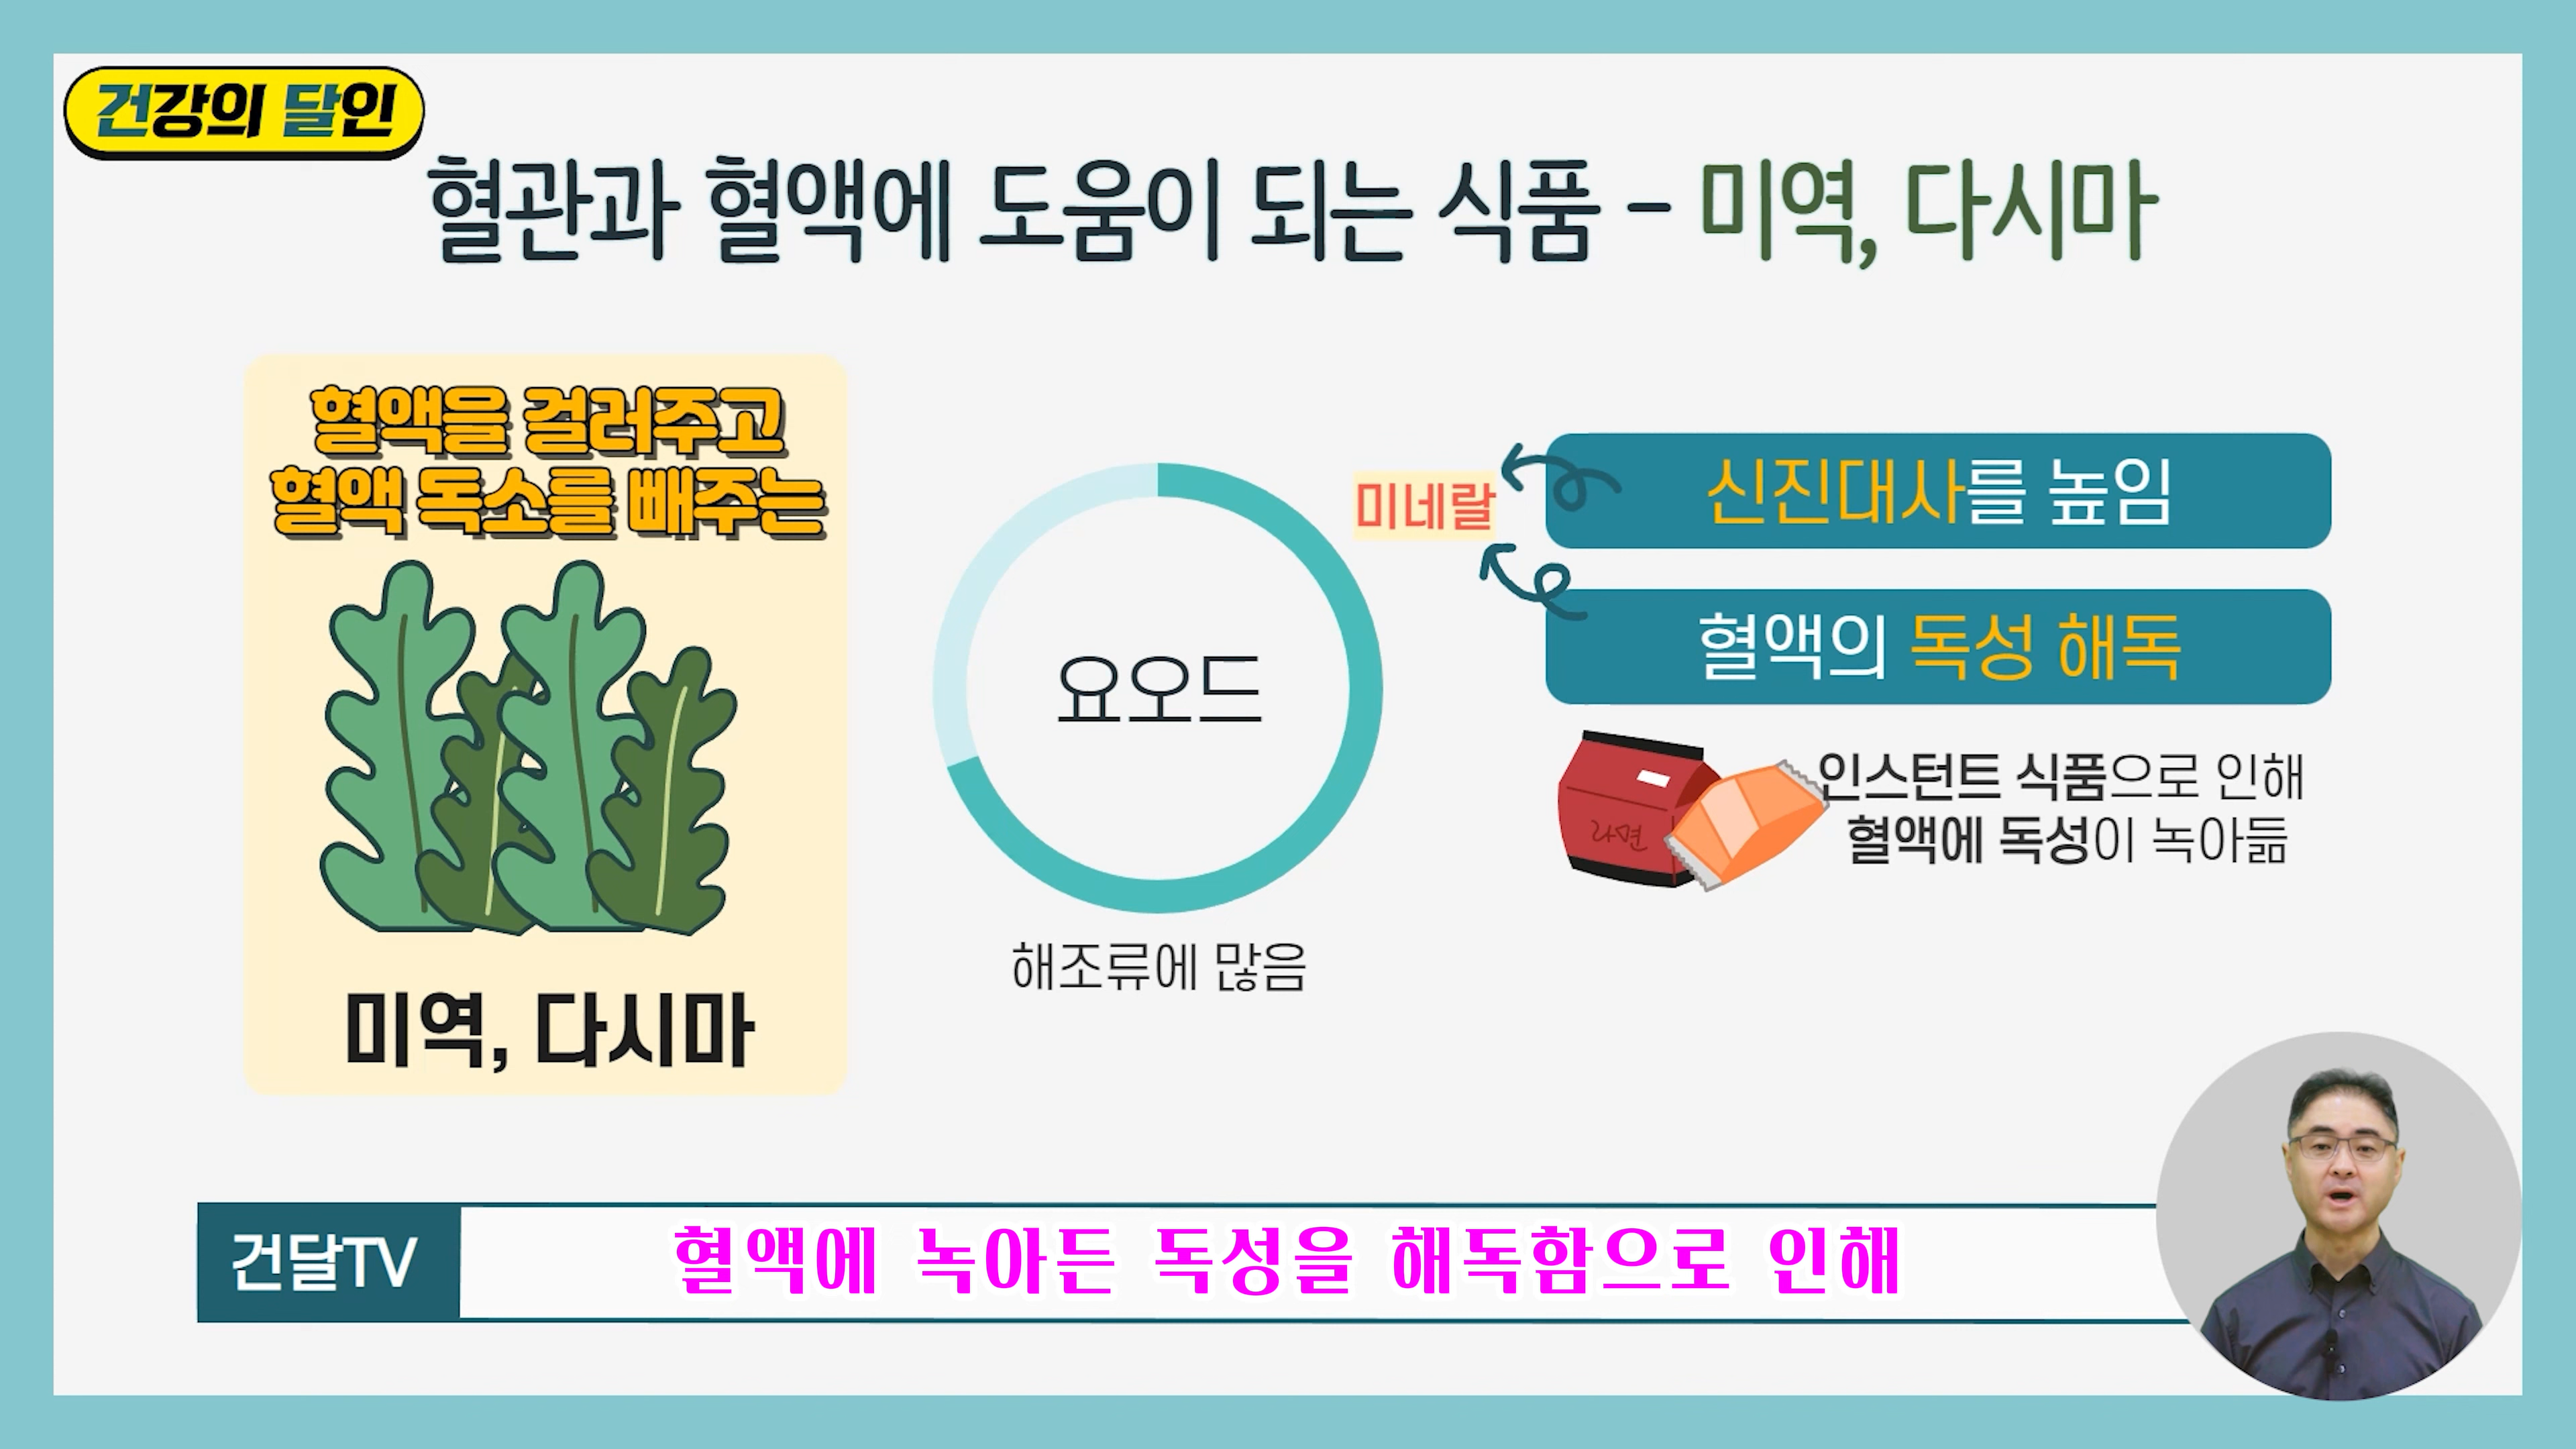 건강의 달인
혈관과 혈액에 도움이 되는 식품 - 미역, 다시마
혈액을 걸러주고
혈액 독소를 빼주는
미역, 다시마
요오드
해조류에 많음
미네랄
신진대사를 높임
혈액의 독성 해독
라면
인스턴트 식품으로 인해
혈액에 독성이 녹아듦
건달TV
혈액에 녹아든 독성을 해독함으로 인해